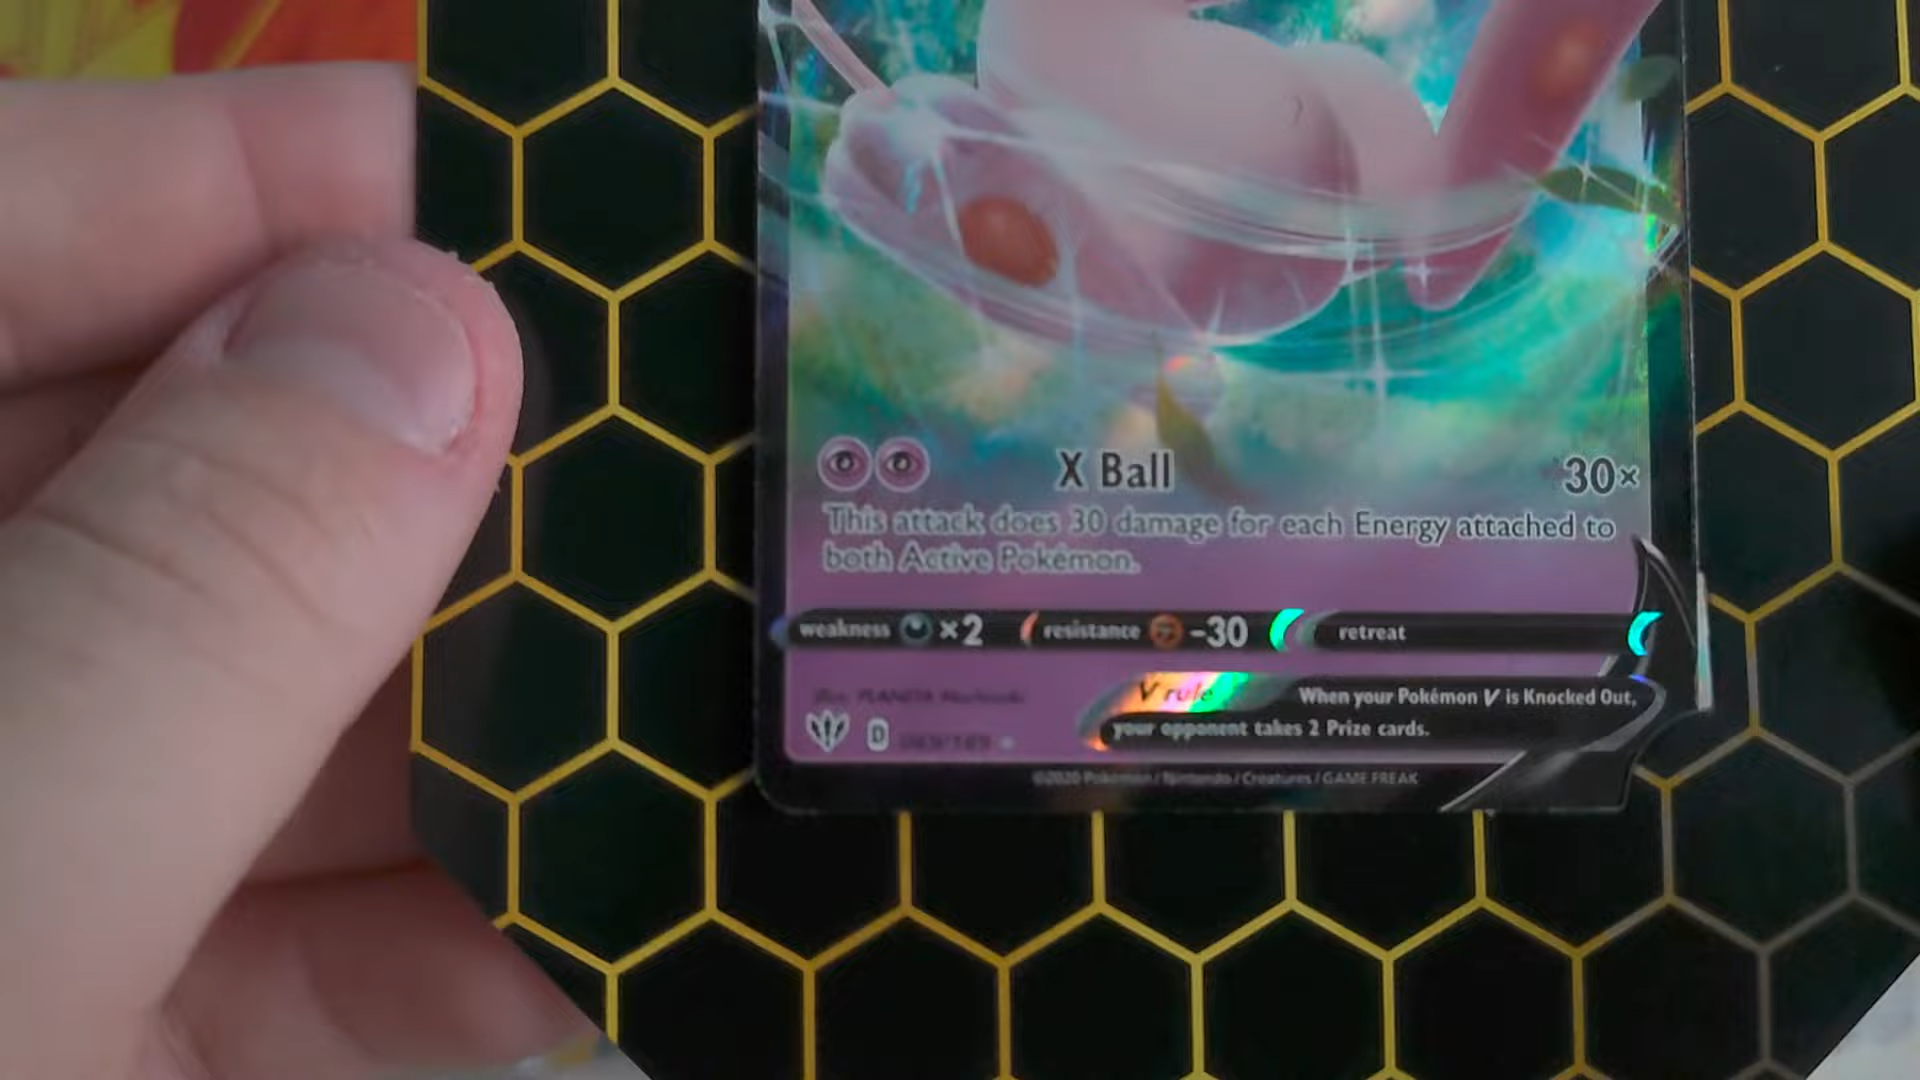 X Ball 30×
This attack does 30 damage for each Energy attached to
both Active Pokémon.
weakness ×2 resistance -30 retreat
V rule When your Pokémon V is Knocked Out,
your opponent takes 2 Prize cards.
D
©2020 Pokémon / Nintendo / Creatures / GAME FREAK